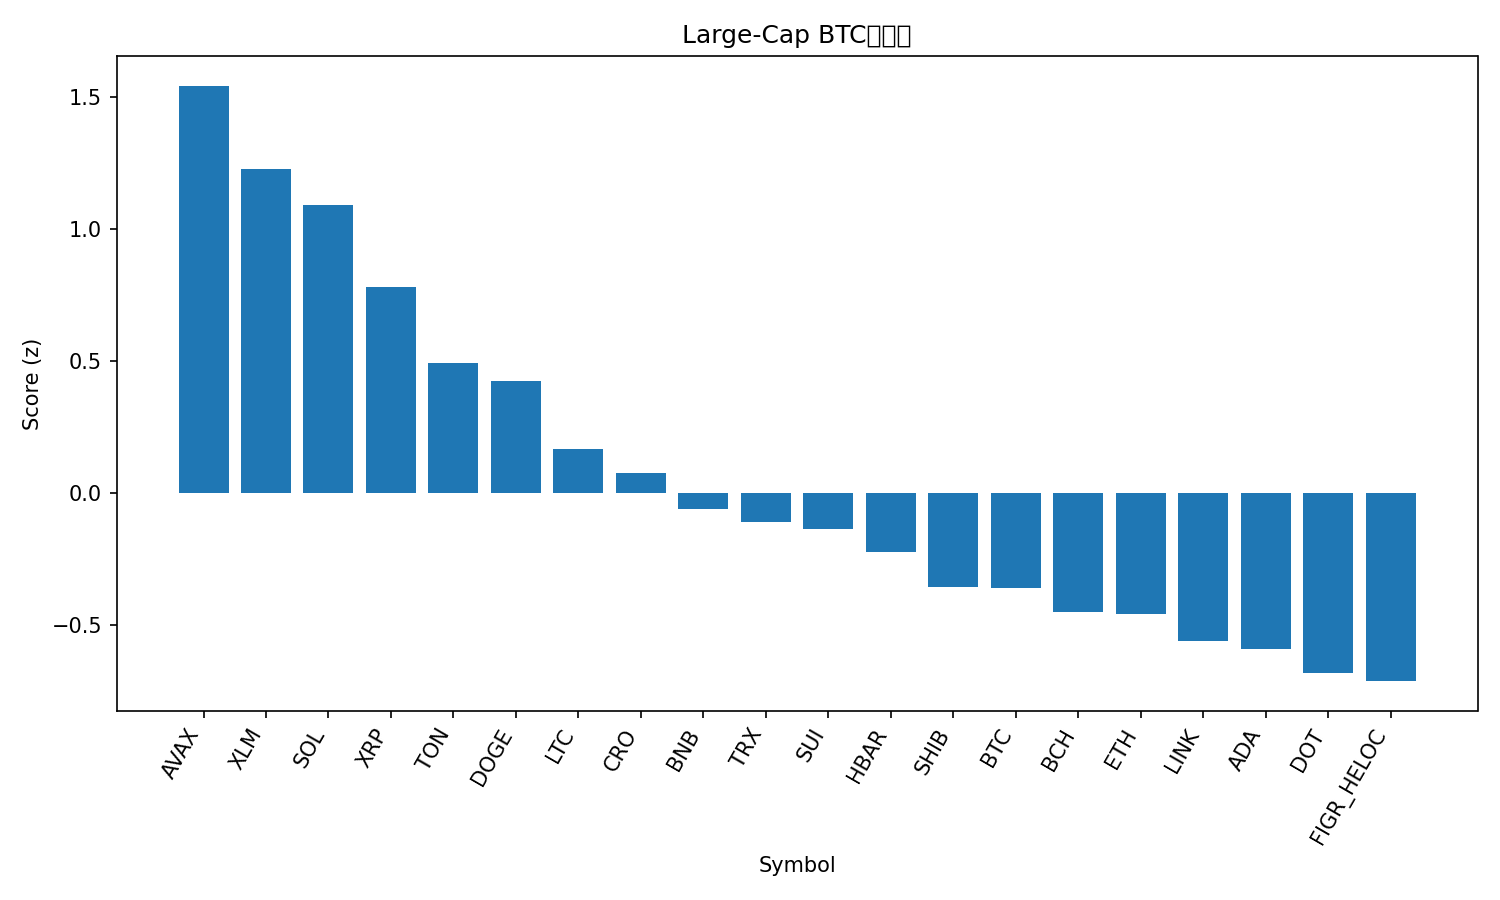 Large-Cap BTC
1.5
1.0
0.5
0.0
−0.5
Score (z)
AVAX
XLM
SOL
XRP
TON
DOGE
LTC
CRO
BNB
TRX
SUI
HBAR
SHIB
BTC
BCH
ETH
LINK
ADA
DOT
FIGR_HELOC
Symbol